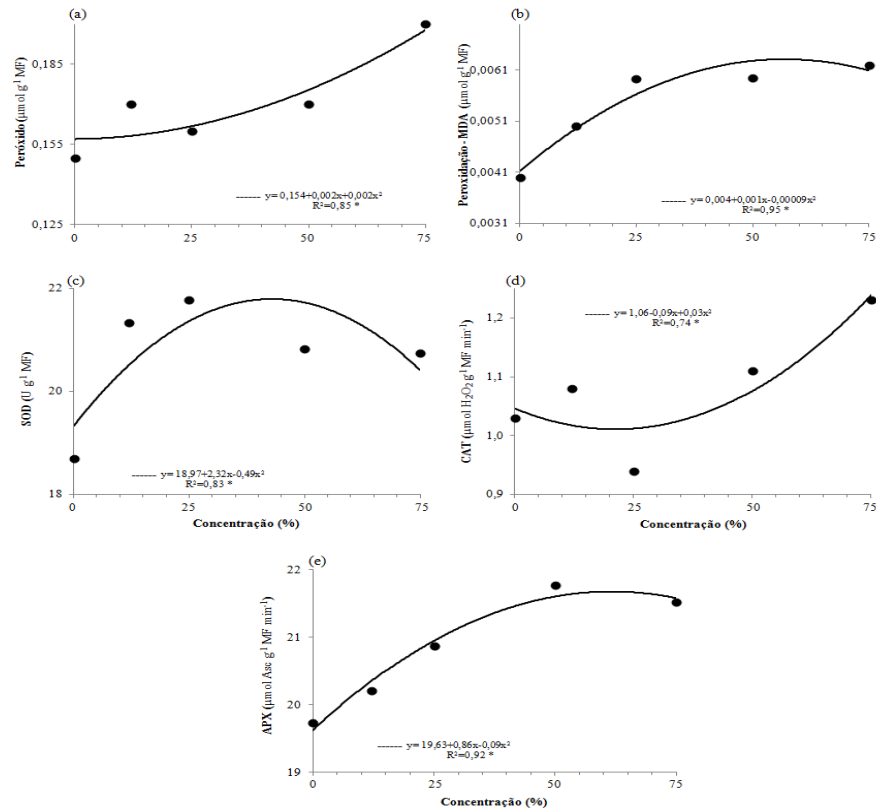 (a)
Peróxido (µmol g⁻¹ MF)
0,185
0,155
0,125
------ y= 0,154+0,002x+0,002x²
R²=0,85 *
0 25 50 75
(b)
Peroxidação - MDA (µmol g⁻¹ MF)
0,0061
0,0051
0,0041
0,0031
------ y= 0,004+0,001x-0,00009x²
R²=0,95 *
0 25 50 75
(c)
SOD (U g⁻¹ MF)
22
20
18
------ y= 18,97+2,32x-0,49x²
R²=0,83 *
0 25 50 75
Concentração (%)
(d)
CAT (µmol H₂O₂ g⁻¹ MF min⁻¹)
1,2
1,1
1,0
0,9
------ y= 1,06-0,09x+0,03x²
R²=0,74 *
0 25 50 75
Concentração (%)
(e)
APX (µmol Asc g⁻¹ MF min⁻¹)
22
21
20
19
------ y= 19,63+0,86x-0,09x²
R²=0,92 *
0 25 50 75
Concentração (%)